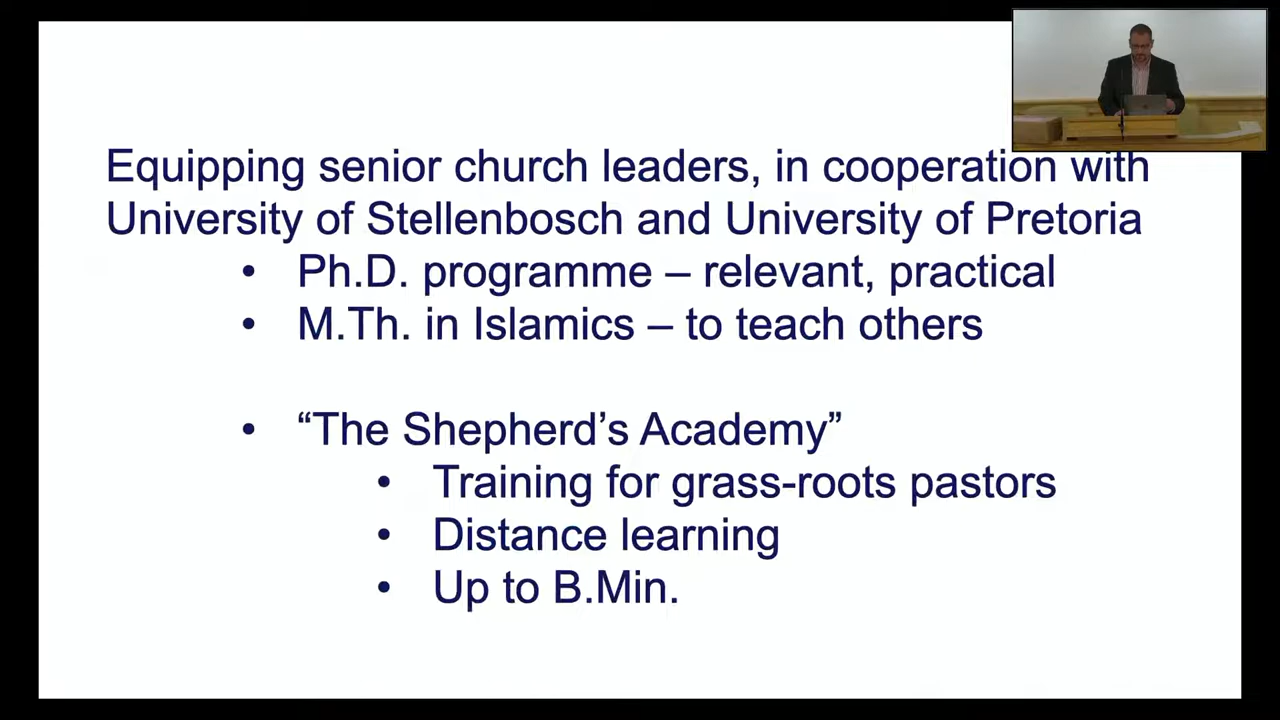 Equipping senior church leaders, in cooperation with
University of Stellenbosch and University of Pretoria
• Ph.D. programme – relevant, practical
• M.Th. in Islamics – to teach others
• “The Shepherd’s Academy”
• Training for grass-roots pastors
• Distance learning
• Up to B.Min.